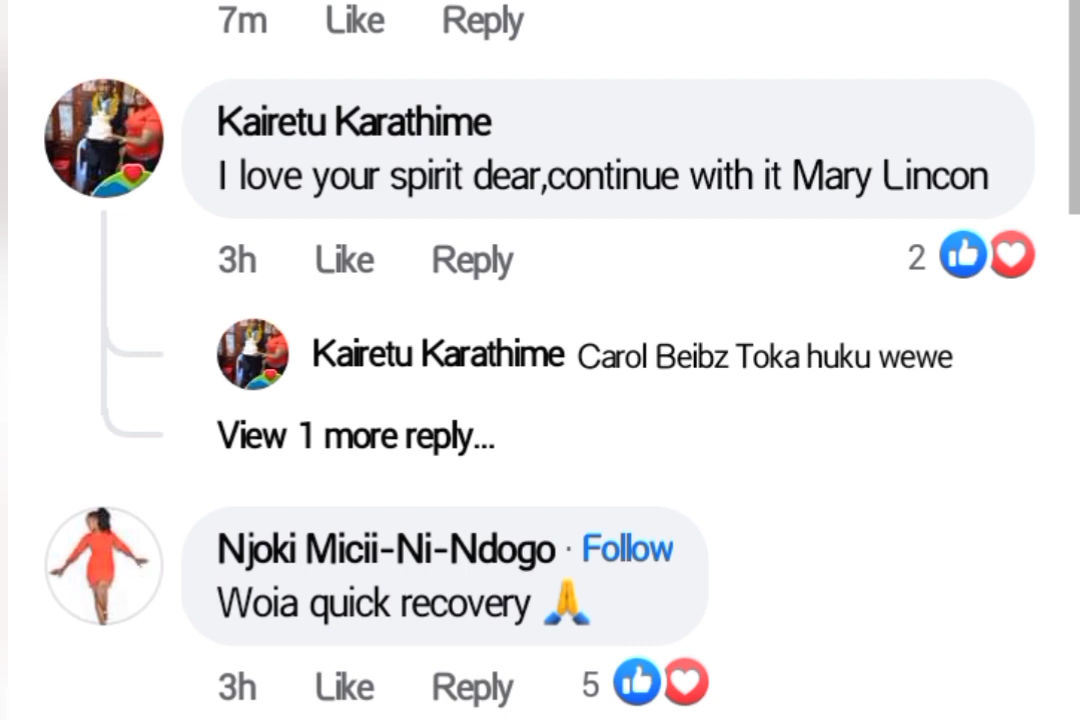 7m Like Reply
Kairetu Karathime
I love your spirit dear,continue with it Mary Lincon
3h Like Reply 2
Kairetu Karathime Carol Beibz Toka huku wewe
View 1 more reply...
Njoki Micii-Ni-Ndogo · Follow
Woia quick recovery 🙏
3h Like Reply 5